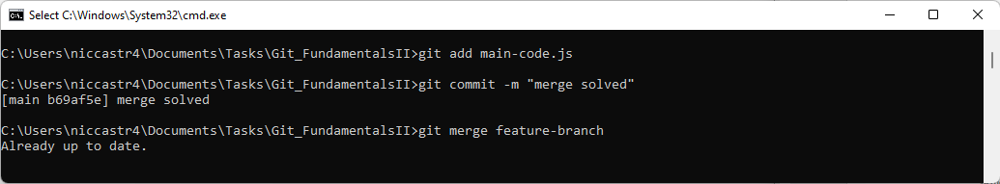 Select C:\Windows\System32\cmd.exe
C:\Users\niccastr4\Documents\Tasks\Git_FundamentalsII>git add main-code.js
C:\Users\niccastr4\Documents\Tasks\Git_FundamentalsII>git commit -m "merge solved"
[main b69af5e] merge solved
C:\Users\niccastr4\Documents\Tasks\Git_FundamentalsII>git merge feature-branch
Already up to date.